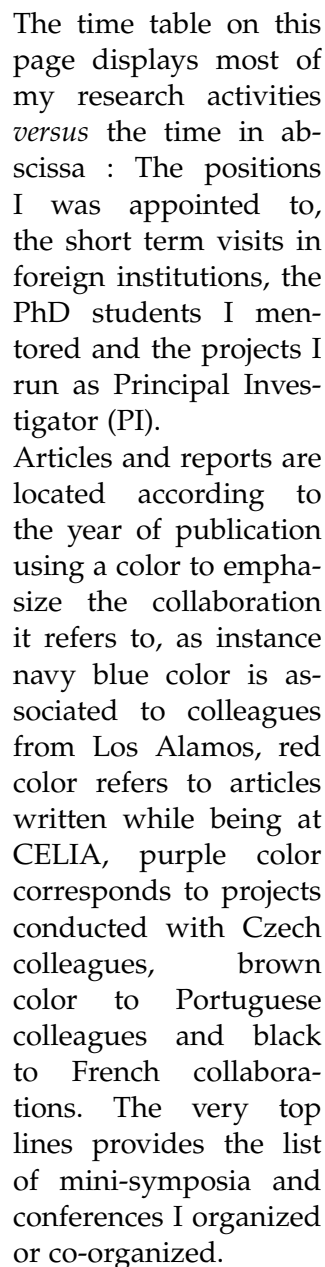 The time table on this
page displays most of
my research activities
versus the time in ab-
scissa : The positions
I was appointed to,
the short term visits in
foreign institutions, the
PhD students I men-
tored and the projects I
run as Principal Inves-
tigator (PI).
Articles and reports are
located according to
the year of publication
using a color to empha-
size the collaboration
it refers to, as instance
navy blue color is as-
sociated to colleagues
from Los Alamos, red
color refers to articles
written while being at
CELIA, purple color
corresponds to projects
conducted with Czech
colleagues, brown
color to Portuguese
colleagues and black
to French collabora-
tions. The very top
lines provides the list
of mini-symposia and
conferences I organized
or co-organized.